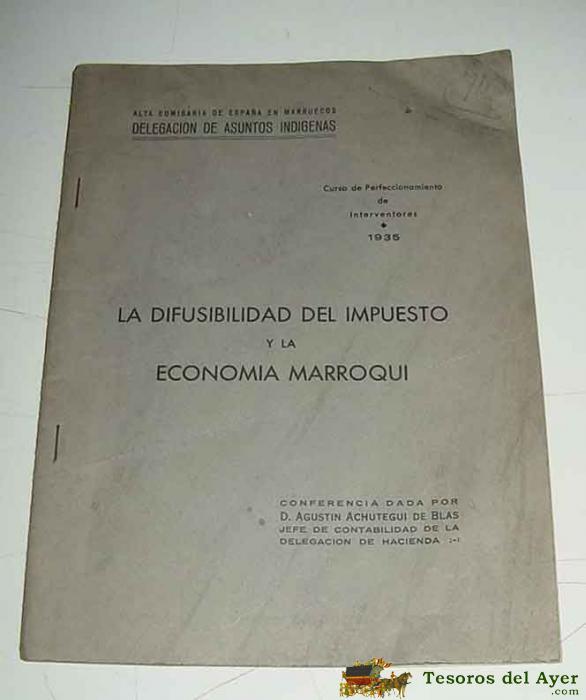 ALTA COMISARIA DE ESPAÑA EN MARRUECOS
DELEGACION DE ASUNTOS INDIGENAS
Curso de Perfeccionamiento
de
Interventores
1935
LA DIFUSIBILIDAD DEL IMPUESTO
Y LA
ECONOMIA MARROQUI
CONFERENCIA DADA POR
D. AGUSTIN ACHUTEGUI DE BLAS
JEFE DE CONTABILIDAD DE LA
DELEGACION DE HACIENDA :-:
Tesoros del Ayer
.com